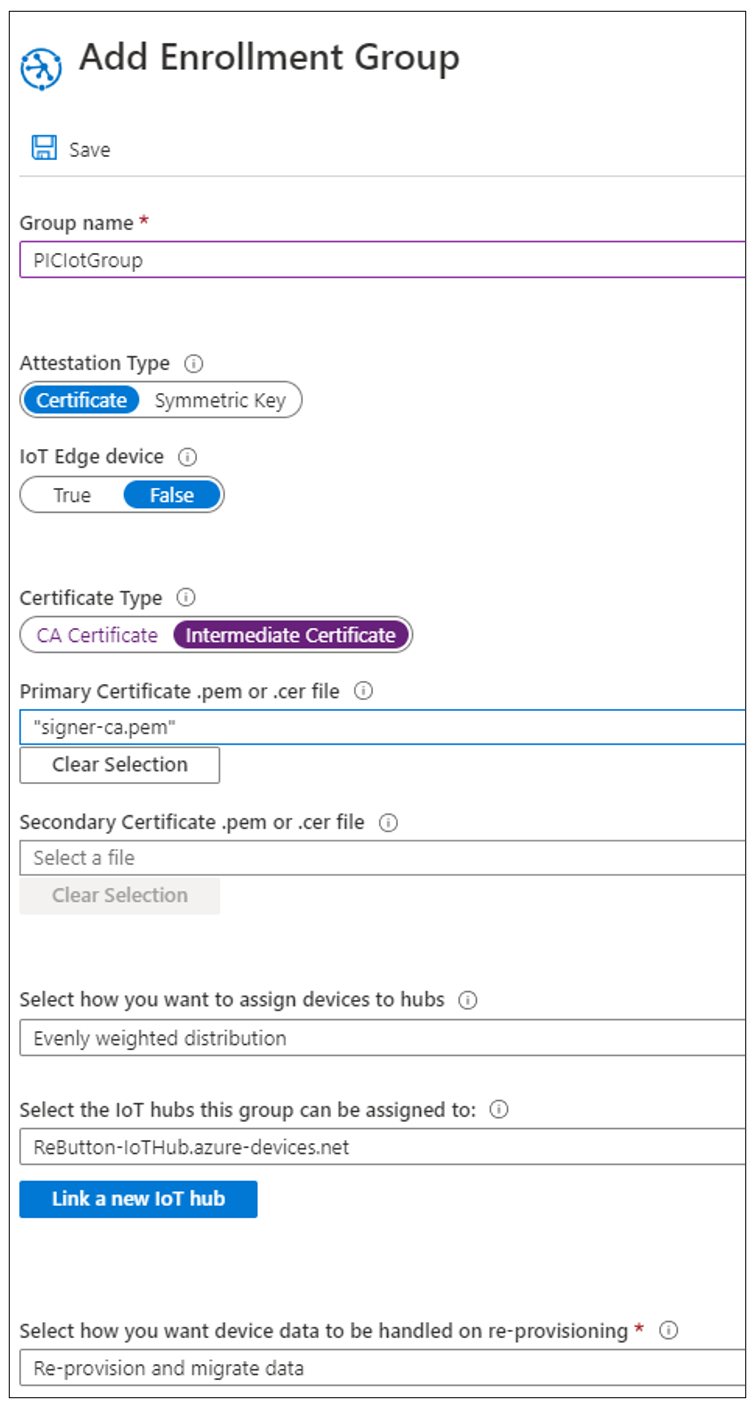 Add Enrollment Group
Save
Group name *
PICIotGroup
Attestation Type
Certificate Symmetric Key
IoT Edge device
True False
Certificate Type
CA Certificate Intermediate Certificate
Primary Certificate .pem or .cer file
"signer-ca.pem"
Clear Selection
Secondary Certificate .pem or .cer file
Select a file
Clear Selection
Select how you want to assign devices to hubs
Evenly weighted distribution
Select the IoT hubs this group can be assigned to:
ReButton-IoTHub.azure-devices.net
Link a new IoT hub
Select how you want device data to be handled on re-provisioning *
Re-provision and migrate data